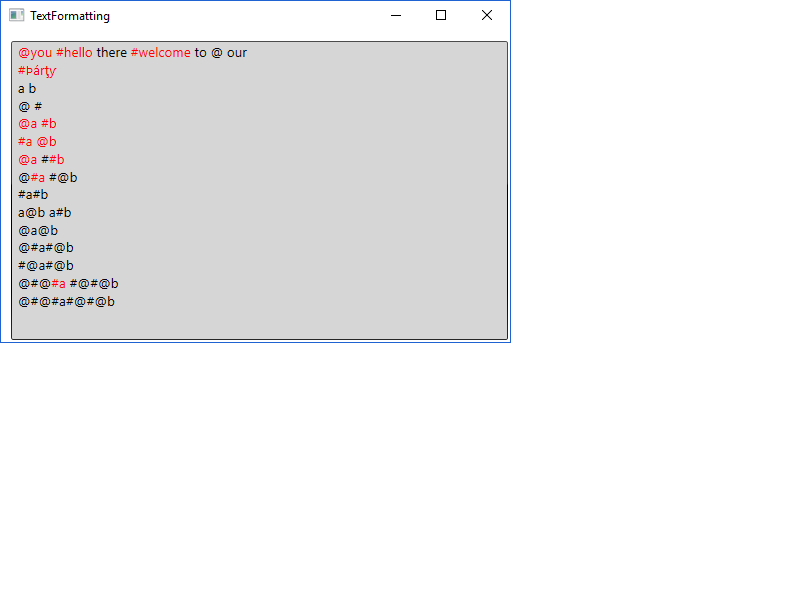 TextFormatting
@you #hello there #welcome to @ our
#Þárţy
a b
@ #
@a #b
#a @b
@a ##b
@#a #@b
#a#b
a@b a#b
@a@b
@#a#@b
#@a#@b
@#@#a #@#@b
@#@#a#@#@b